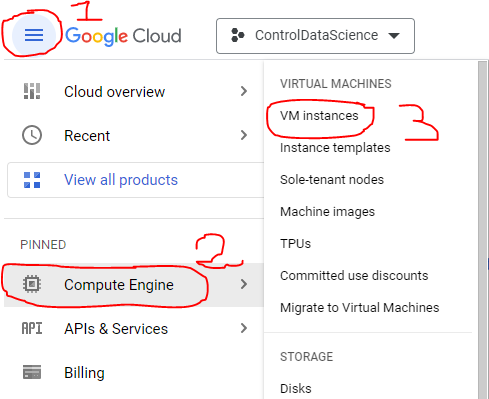 1
Google Cloud
ControlDataScience
Cloud overview
Recent
View all products
PINNED
2
Compute Engine
API APIs & Services
Billing
VIRTUAL MACHINES
VM instances
3
Instance templates
Sole-tenant nodes
Machine images
TPUs
Committed use discounts
Migrate to Virtual Machines
STORAGE
Disks